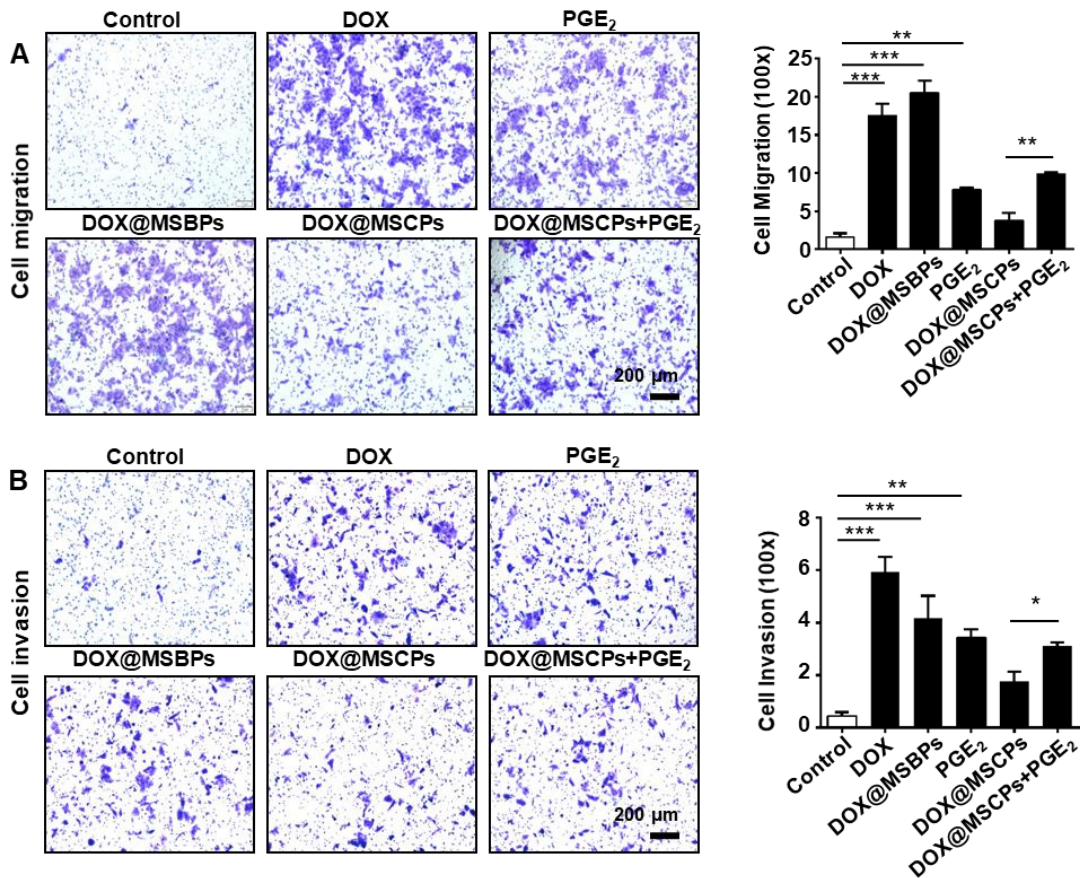 A
Cell migration
Control
DOX
PGE₂
DOX@MSBPs
DOX@MSCPs
DOX@MSCPs+PGE₂
200 μm
Cell Migration (100x)
25
20
15
10
5
0
**
***
***
**
Control
DOX
DOX@MSBPs
PGE₂
DOX@MSCPs
DOX@MSCPs+PGE₂
B
Cell invasion
Control
DOX
PGE₂
DOX@MSBPs
DOX@MSCPs
DOX@MSCPs+PGE₂
200 μm
Cell Invasion (100x)
8
6
4
2
0
**
***
***
*
Control
DOX
DOX@MSBPs
PGE₂
DOX@MSCPs
DOX@MSCPs+PGE₂